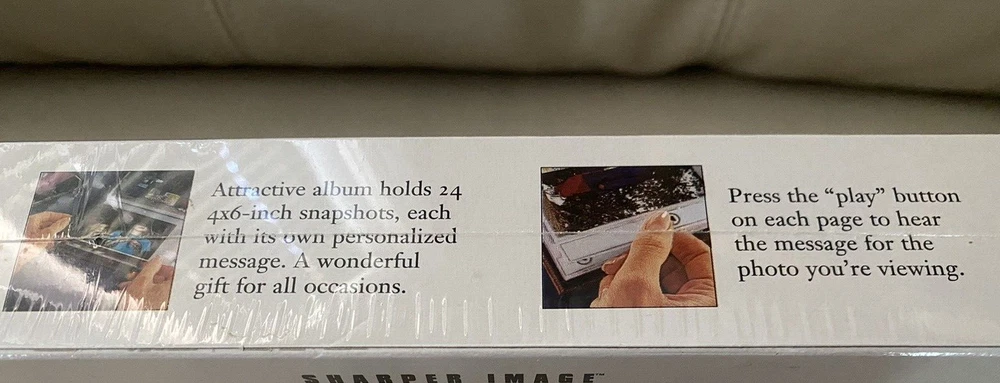 Attractive album holds 24
4x6-inch snapshots, each
with its own personalized
message. A wonderful
gift for all occasions.
Press the “play” button
on each page to hear
the message for the
photo you’re viewing.
SHARPER IMAGE™